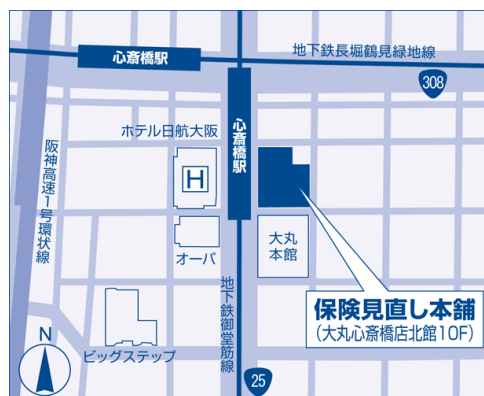 地下鉄長堀鶴見緑地線
心斎橋駅
308
ホテル日航大阪
心斎橋駅
阪神高速1号環状線
H
オーパ
大丸
本館
地下鉄御堂筋線
保険見直し本舗
(大丸心斎橋店北館10F)
N
ビッグステップ
25